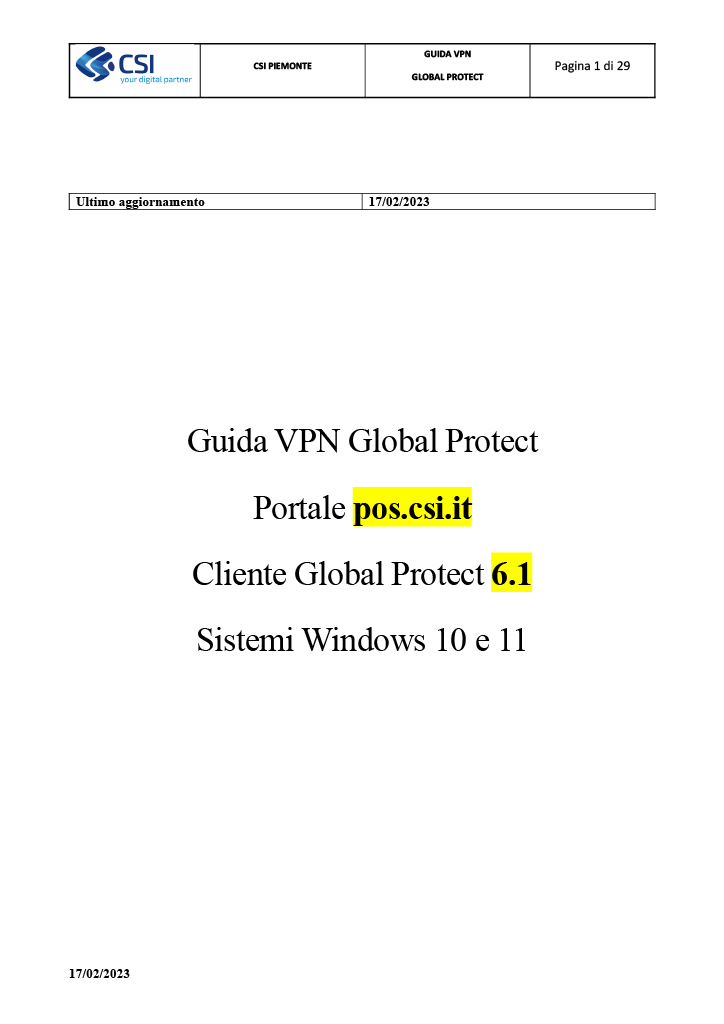 CSI
your digital partner
CSI PIEMONTE
GUIDA VPN
GLOBAL PROTECT
Pagina 1 di 29
Ultimo aggiornamento 17/02/2023
Guida VPN Global Protect
Portale pos.csi.it
Cliente Global Protect 6.1
Sistemi Windows 10 e 11
17/02/2023